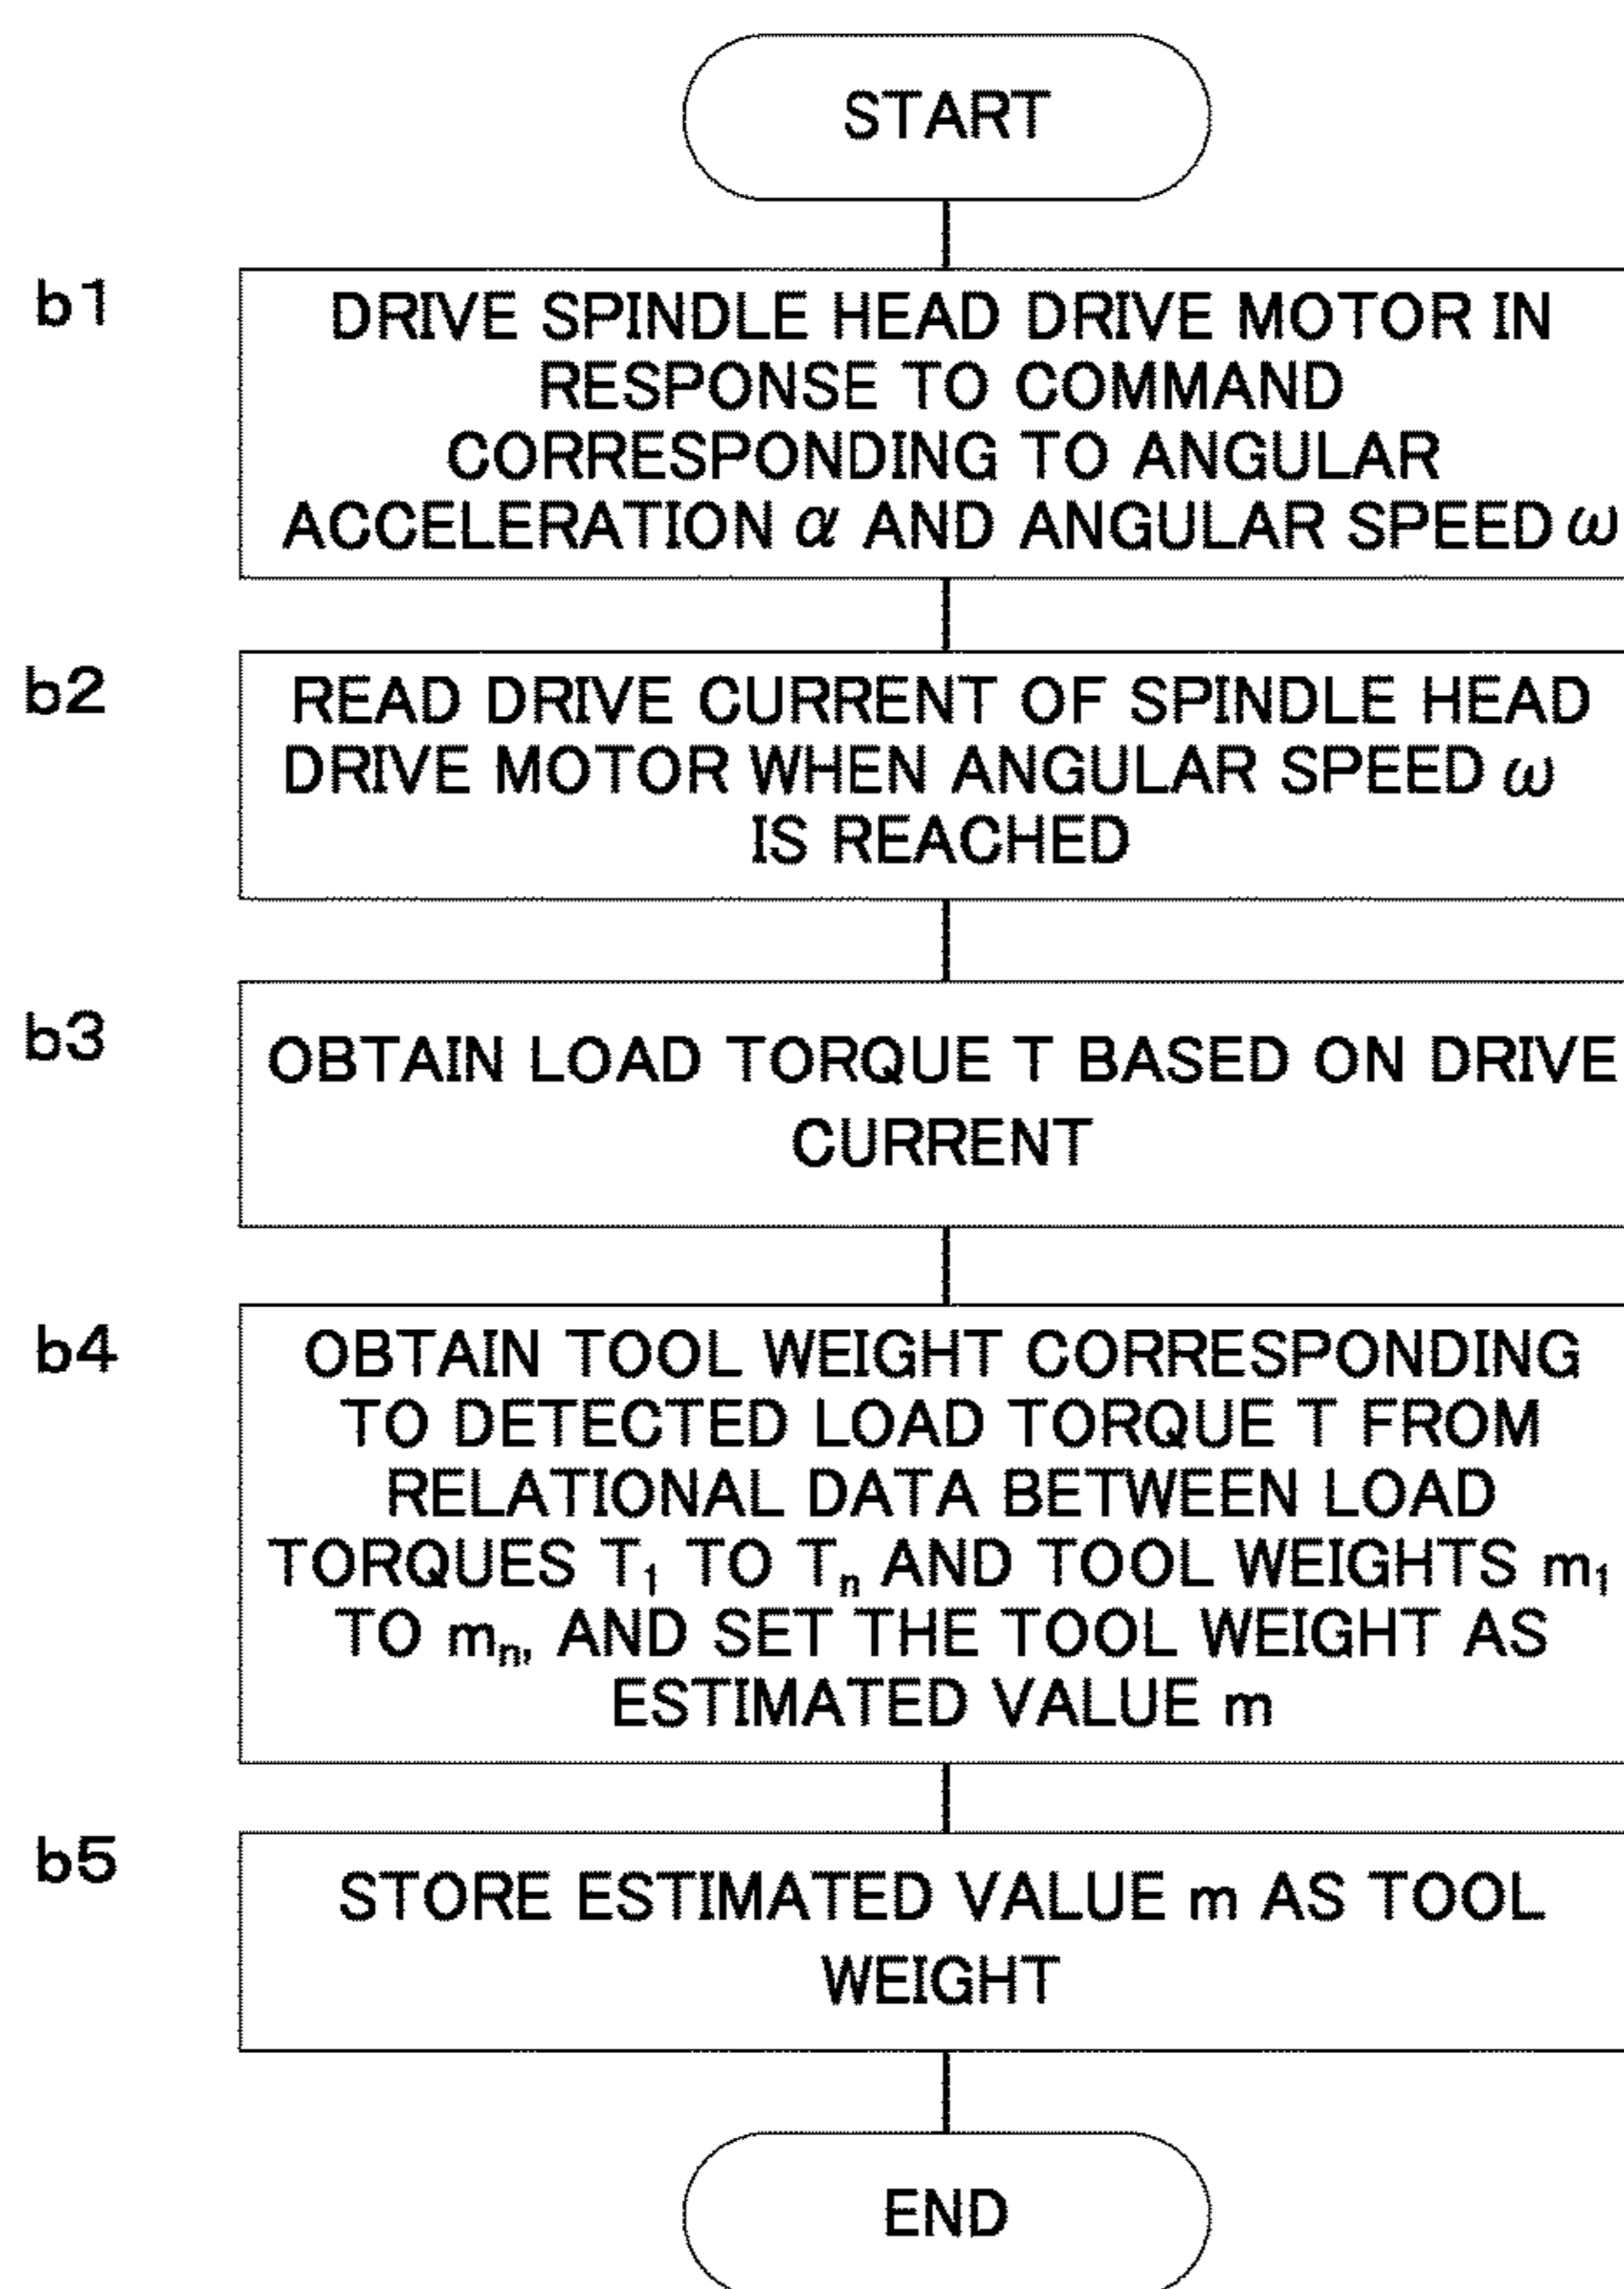 START
b1
DRIVE SPINDLE HEAD DRIVE MOTOR IN
RESPONSE TO COMMAND
CORRESPONDING TO ANGULAR
ACCELERATION α AND ANGULAR SPEED ω
b2
READ DRIVE CURRENT OF SPINDLE HEAD
DRIVE MOTOR WHEN ANGULAR SPEED ω
IS REACHED
b3
OBTAIN LOAD TORQUE T BASED ON DRIVE
CURRENT
b4
OBTAIN TOOL WEIGHT CORRESPONDING
TO DETECTED LOAD TORQUE T FROM
RELATIONAL DATA BETWEEN LOAD
TORQUES T₁ TO Tₙ AND TOOL WEIGHTS m₁
TO mₙ, AND SET THE TOOL WEIGHT AS
ESTIMATED VALUE m
b5
STORE ESTIMATED VALUE m AS TOOL
WEIGHT
END